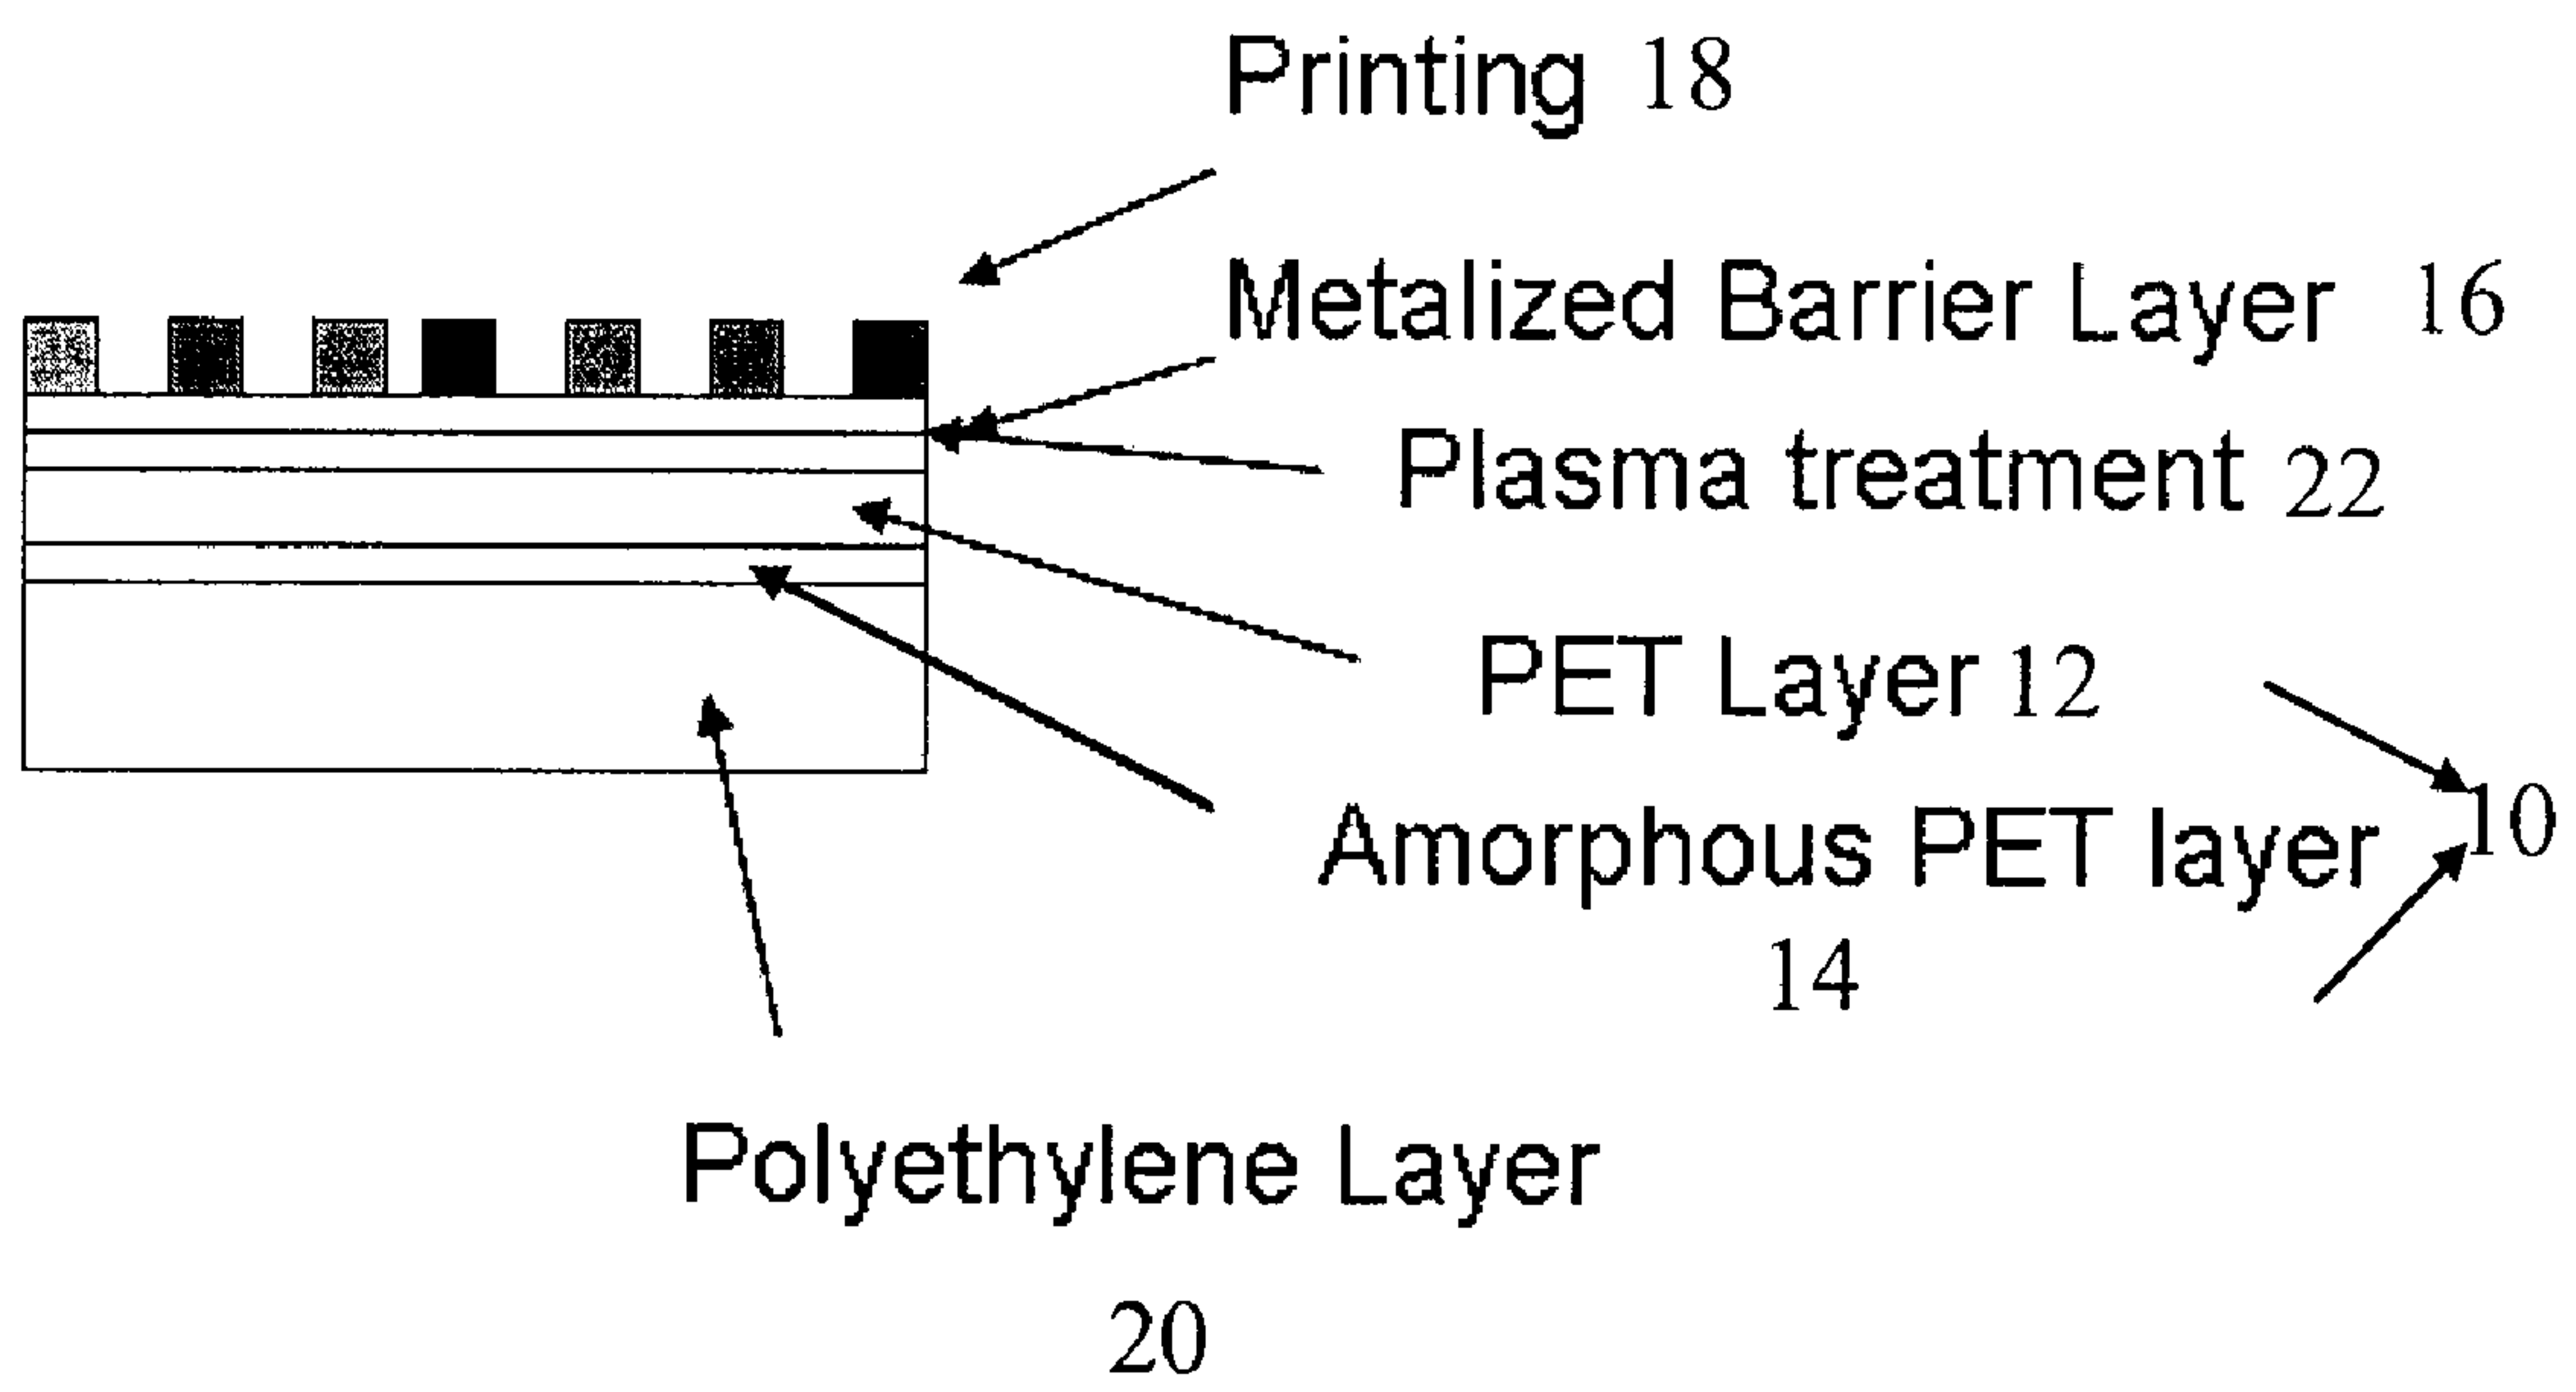 Printing 18
Metalized Barrier Layer 16
Plasma treatment 22
PET Layer 12
10
Amorphous PET layer
14
Polyethylene Layer
20